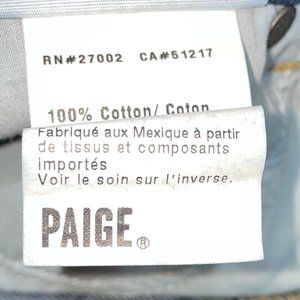 RN#27002 CA#51217
100% Cotton/ Coton
Fabriqué aux Mexique à partir
de tissus et composants
importés
Voir le soin sur l'inverse.
PAIGE®